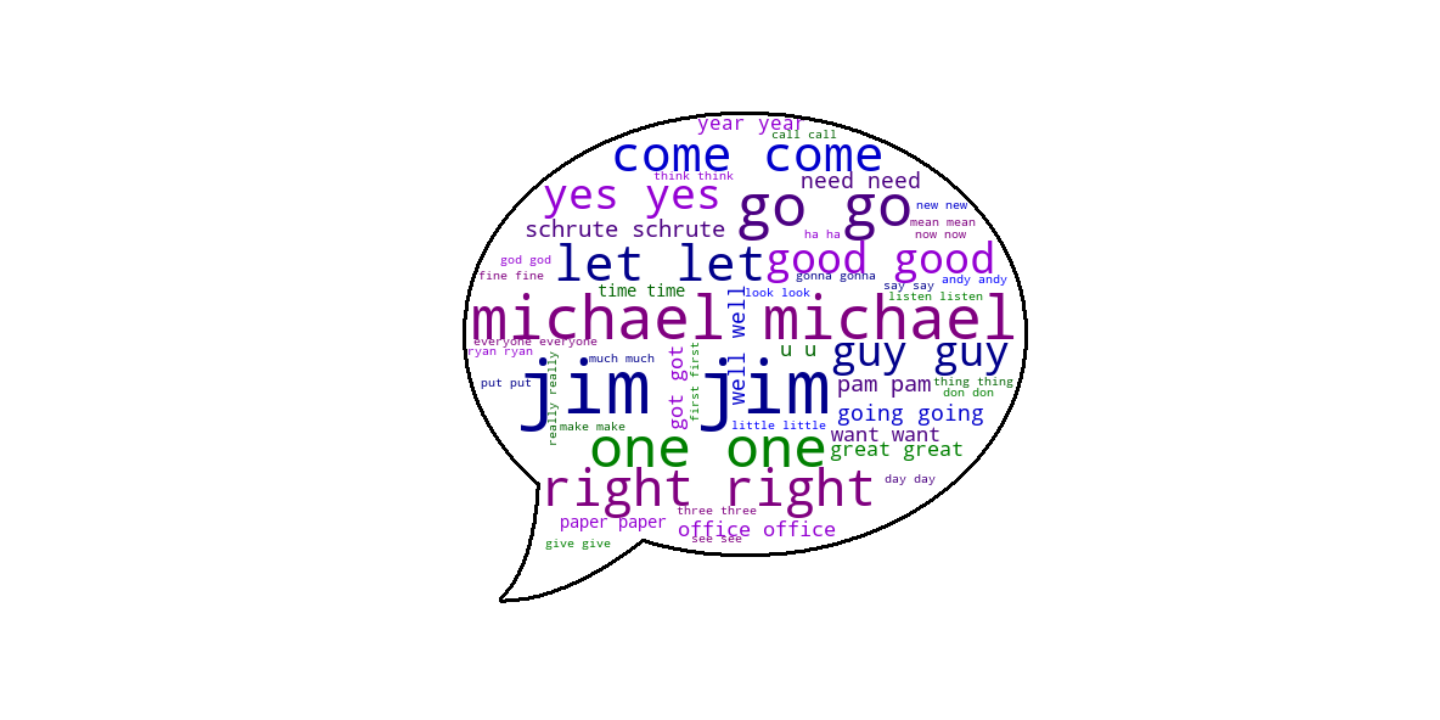 year year
call call
come come
think think
need need
yes yes
go go
new new
mean mean
schrute schrute
ha ha
now now
let let
good good
god god
fine fine
gonna gonna
andy andy
say say
time time
look look
listen listen
well well
michael michael
everyone everyone
ryan ryan
u u
guy guy
much much
really really
got got
first first
put put
jim jim
pam pam
thing thing
don don
going going
make make
little little
want want
one one
great great
right right
day day
three three
paper paper
office office
see see
give give